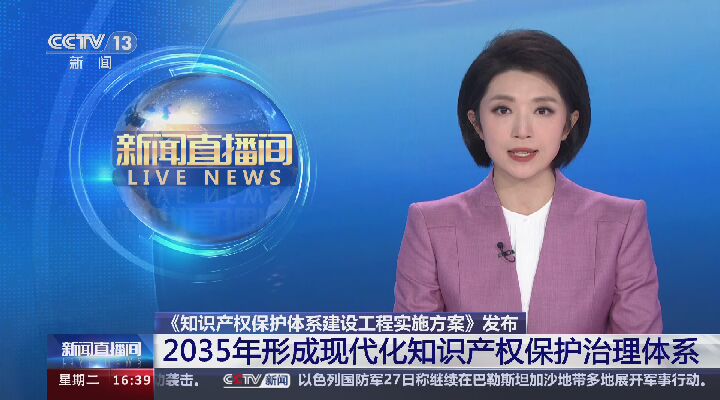 CCTV 13
新闻
新闻直播间
LIVE NEWS
《知识产权保护体系建设工程实施方案》发布
新闻直播间
2035年形成现代化知识产权保护治理体系
星期二 16:39
动袭击。 CCTV 新闻 以色列国防军27日称继续在巴勒斯坦加沙地带多地展开军事行动。